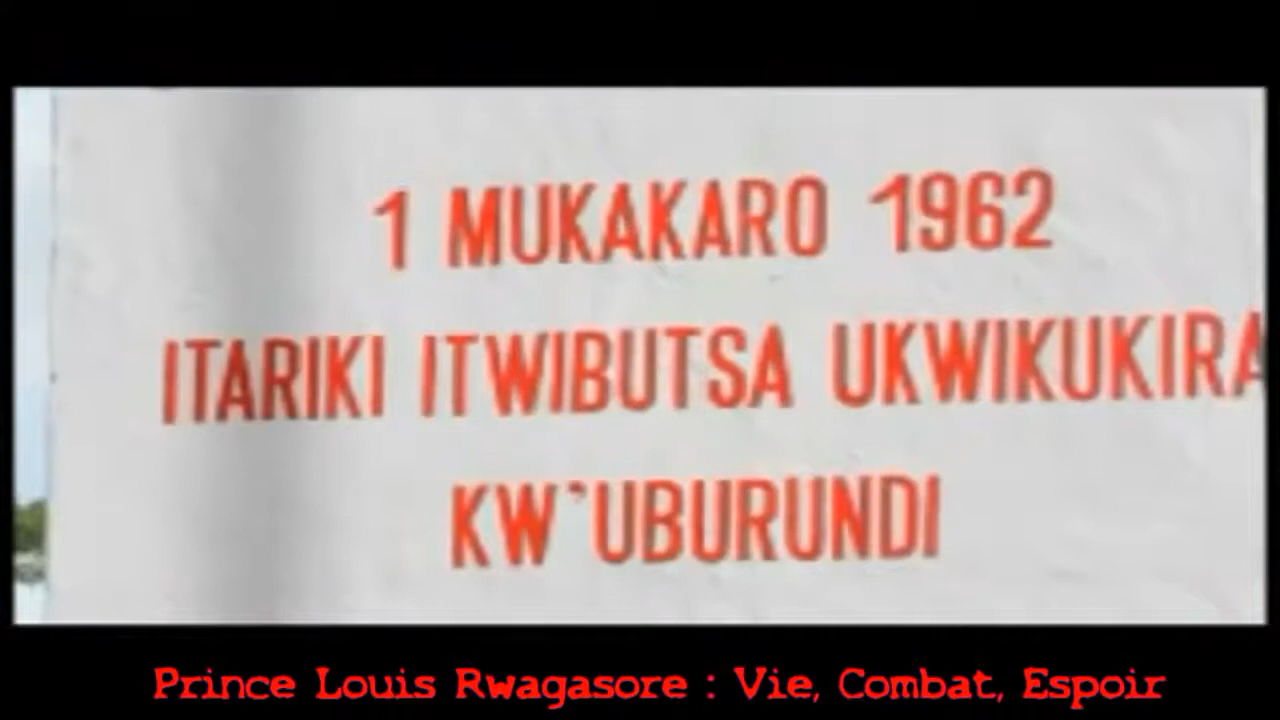 1 MUKAKARO 1962
ITARIKI ITWIBUTSA UKWIKUKIRA
KW'UBURUNDI
Prince Louis Rwagasore : Vie, Combat, Espoir